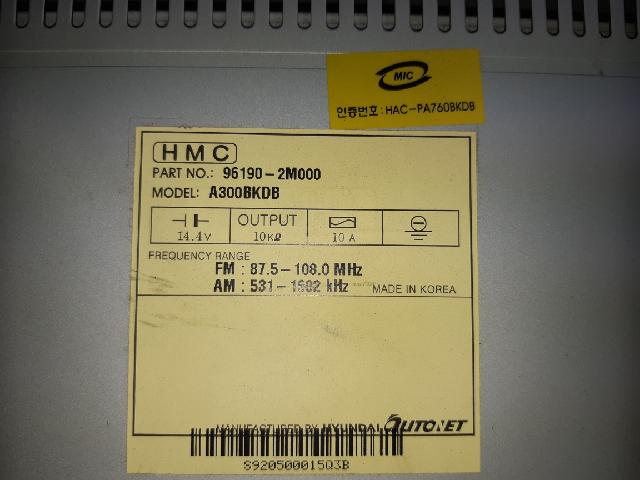 MIC
인증번호 : HAC-PA760BKDB
HMC
PART NO.: 96190-2M000
MODEL: A300BKDB
14.4V
OUTPUT
10KΩ
10 A
FREQUENCY RANGE
FM : 87.5-108.0 MHz
AM : 531-1602 kHz
MADE IN KOREA
MANUFACTURED BY HYUNDAI AUTONET
8920500015Q3B